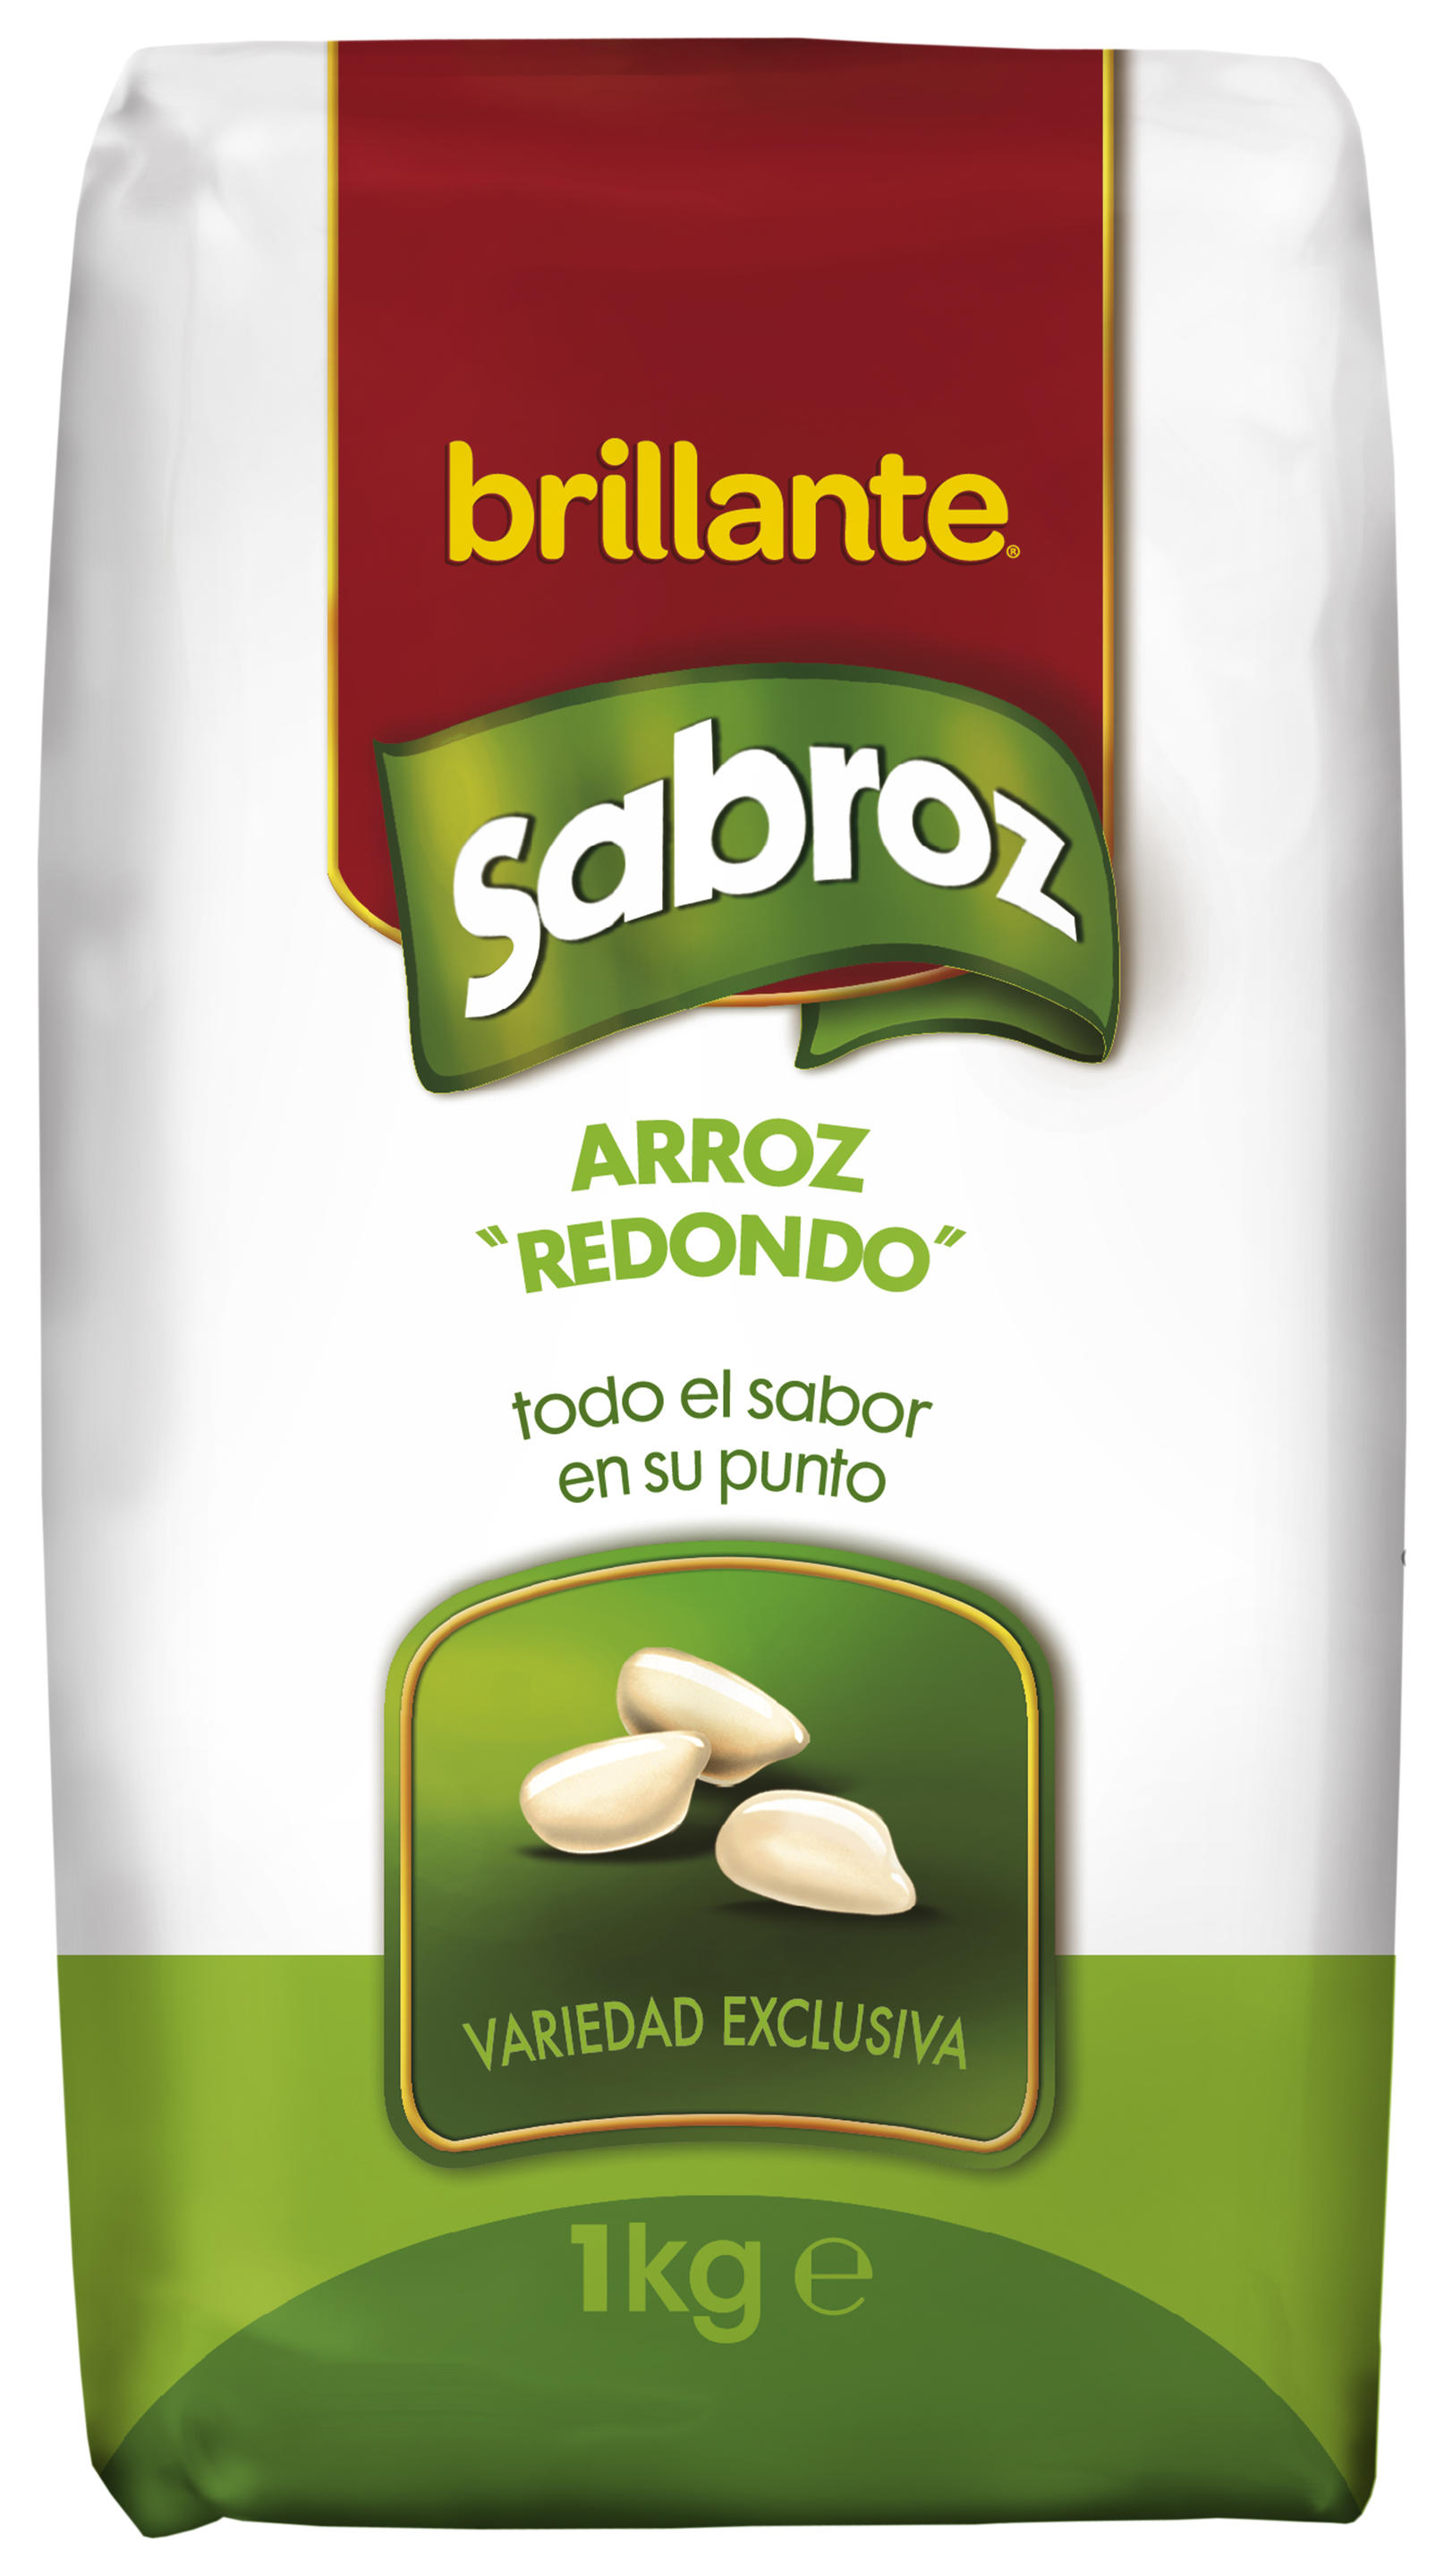 brillante®
sabroz
ARROZ
"REDONDO"
todo el sabor
en su punto
VARIEDAD EXCLUSIVA
1kg ℮